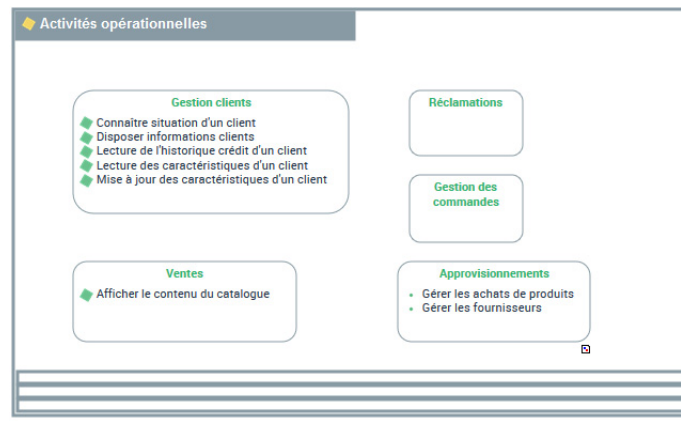 Activités opérationnelles
Gestion clients
Connaître situation d'un client
Disposer informations clients
Lecture de l'historique crédit d'un client
Lecture des caractéristiques d'un client
Mise à jour des caractéristiques d'un client
Réclamations
Gestion des
commandes
Ventes
Afficher le contenu du catalogue
Approvisionnements
Gérer les achats de produits
Gérer les fournisseurs